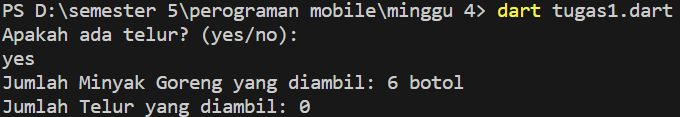 PS D:\semester 5\perograman mobile\minggu 4> dart tugas1.dart
Apakah ada telur? (yes/no):
yes
Jumlah Minyak Goreng yang diambil: 6 botol
Jumlah Telur yang diambil: 0